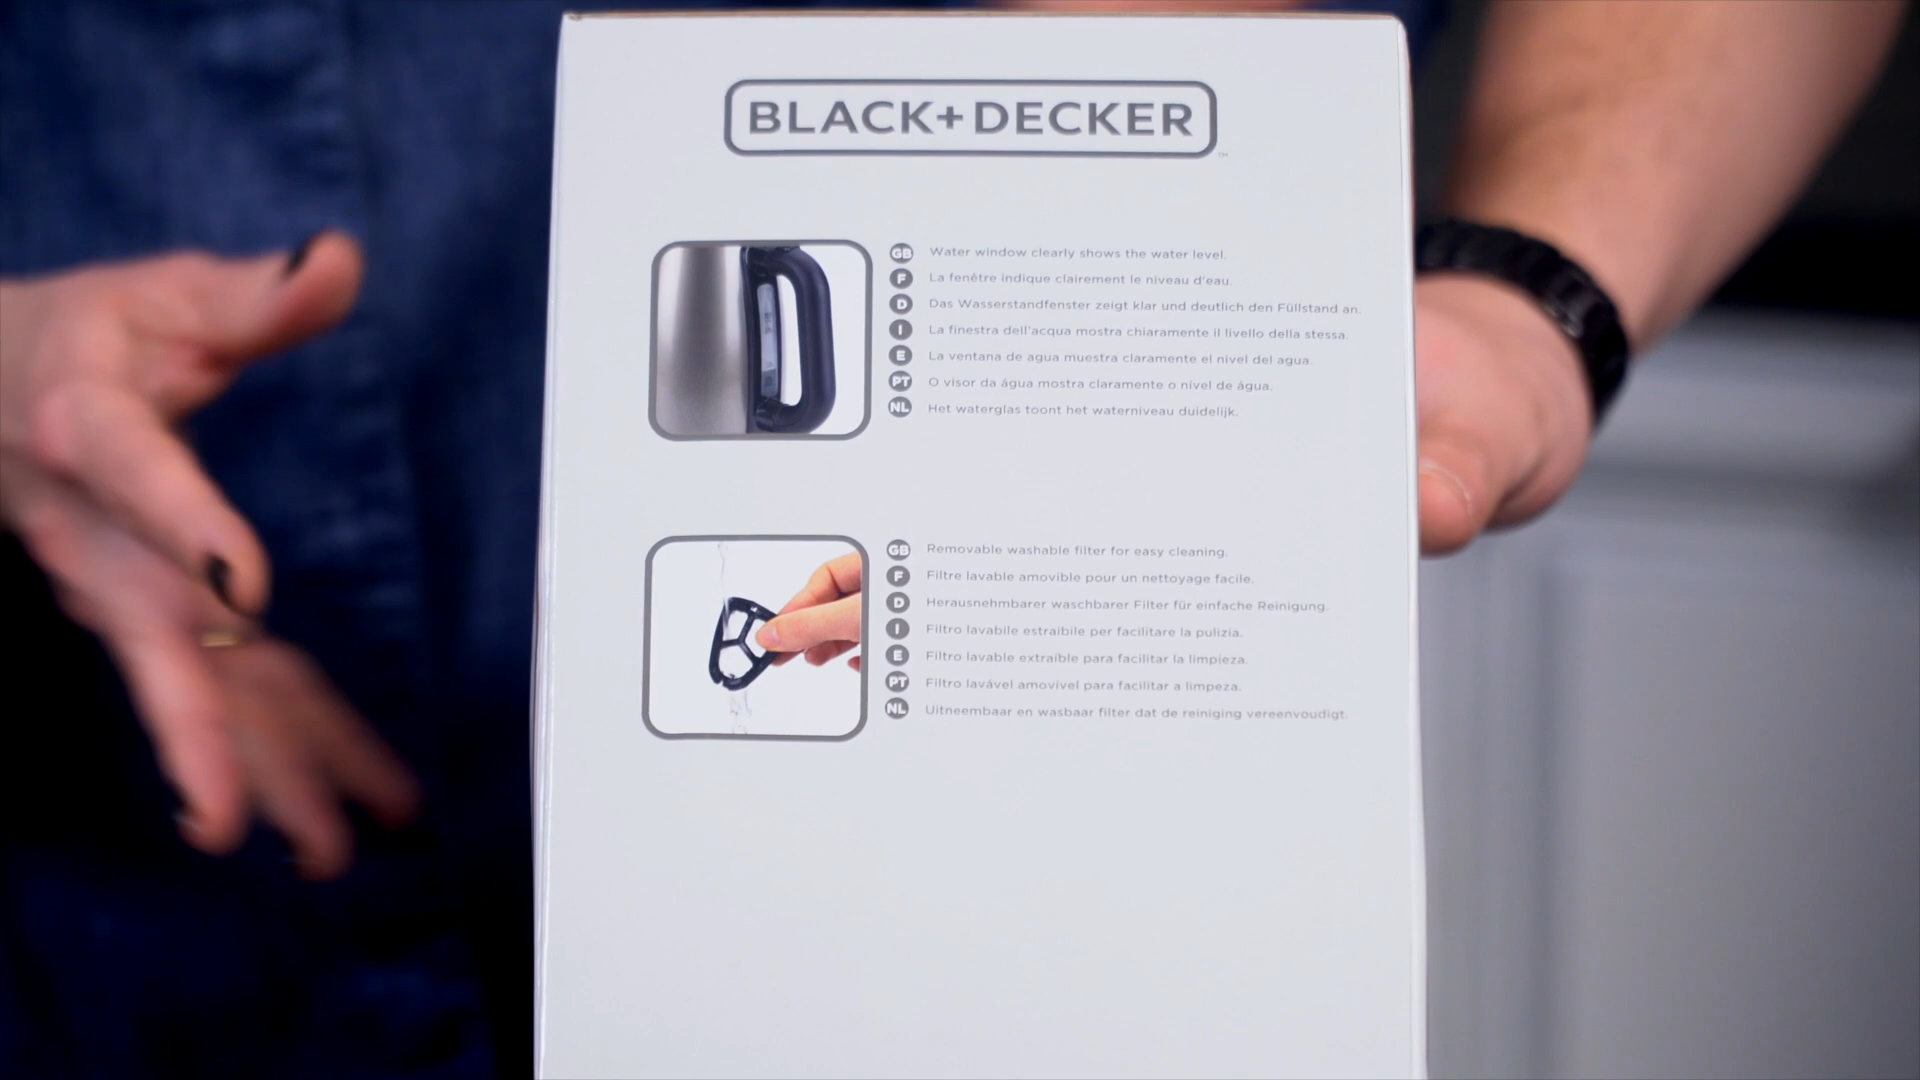 BLACK+DECKER
™
GB Water window clearly shows the water level.
F La fenêtre indique clairement le niveau d'eau.
D Das Wasserstandfenster zeigt klar und deutlich den Füllstand an.
I La finestra dell'acqua mostra chiaramente il livello della stessa.
E La ventana de agua muestra claramente el nivel del agua.
PT O visor da água mostra claramente o nível de água.
NL Het waterglas toont het waterniveau duidelijk.
GB Removable washable filter for easy cleaning.
F Filtre lavable amovible pour un nettoyage facile.
D Herausnehmbarer waschbarer Filter für einfache Reinigung.
I Filtro lavabile estraibile per facilitare la pulizia.
E Filtro lavable extraíble para facilitar la limpieza.
PT Filtro lavável amovível para facilitar a limpeza.
NL Uitneembaar en wasbaar filter dat de reiniging vereenvoudigt.